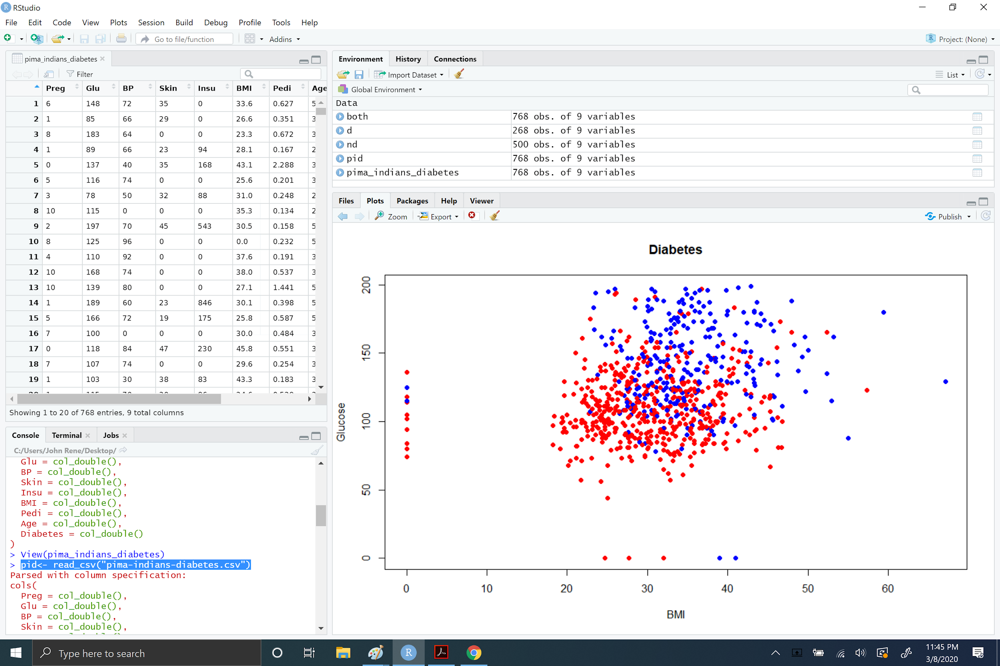 RStudio
File Edit Code View Plots Session Build Debug Profile Tools Help
Go to file/function Addins Project: (None)
pima_indians_diabetes
Filter
Preg Glu BP Skin Insu BMI Pedi Age
1 6 148 72 35 0 33.6 0.627 5
2 1 85 66 29 0 26.6 0.351 3
3 8 183 64 0 0 23.3 0.672 3
4 1 89 66 23 94 28.1 0.167 2
5 0 137 40 35 168 43.1 2.288 3
6 5 116 74 0 0 25.6 0.201 3
7 3 78 50 32 88 31.0 0.248 2
8 10 115 0 0 0 35.3 0.134 2
9 2 197 70 45 543 30.5 0.158 5
10 8 125 96 0 0 0.0 0.232 5
11 4 110 92 0 0 37.6 0.191 3
12 10 168 74 0 0 38.0 0.537 3
13 10 139 80 0 0 27.1 1.441 5
14 1 189 60 23 846 30.1 0.398 5
15 5 166 72 19 175 25.8 0.587 5
16 7 100 0 0 0 30.0 0.484 3
17 0 118 84 47 230 45.8 0.551 3
18 7 107 74 0 0 29.6 0.254 3
19 1 103 30 38 83 43.3 0.183 3
Showing 1 to 20 of 768 entries, 9 total columns
Console Terminal Jobs
C:/Users/John Rene/Desktop/
Glu = col_double(),
BP = col_double(),
Skin = col_double(),
Insu = col_double(),
BMI = col_double(),
Pedi = col_double(),
Age = col_double(),
Diabetes = col_double()
)
> View(pima_indians_diabetes)
> pid<- read_csv("pima-indians-diabetes.csv")
Parsed with column specification:
cols(
Preg = col_double(),
Glu = col_double(),
BP = col_double(),
Skin = col_double(),
Environment History Connections
Import Dataset List
Global Environment
Data
both 768 obs. of 9 variables
d 268 obs. of 9 variables
nd 500 obs. of 9 variables
pid 768 obs. of 9 variables
pima_indians_diabetes 768 obs. of 9 variables
Files Plots Packages Help Viewer
Zoom Export Publish
Diabetes
200
150
100
50
0
Glucose
0 10 20 30 40 50 60
BMI
Type here to search
11:45 PM
3/8/2020